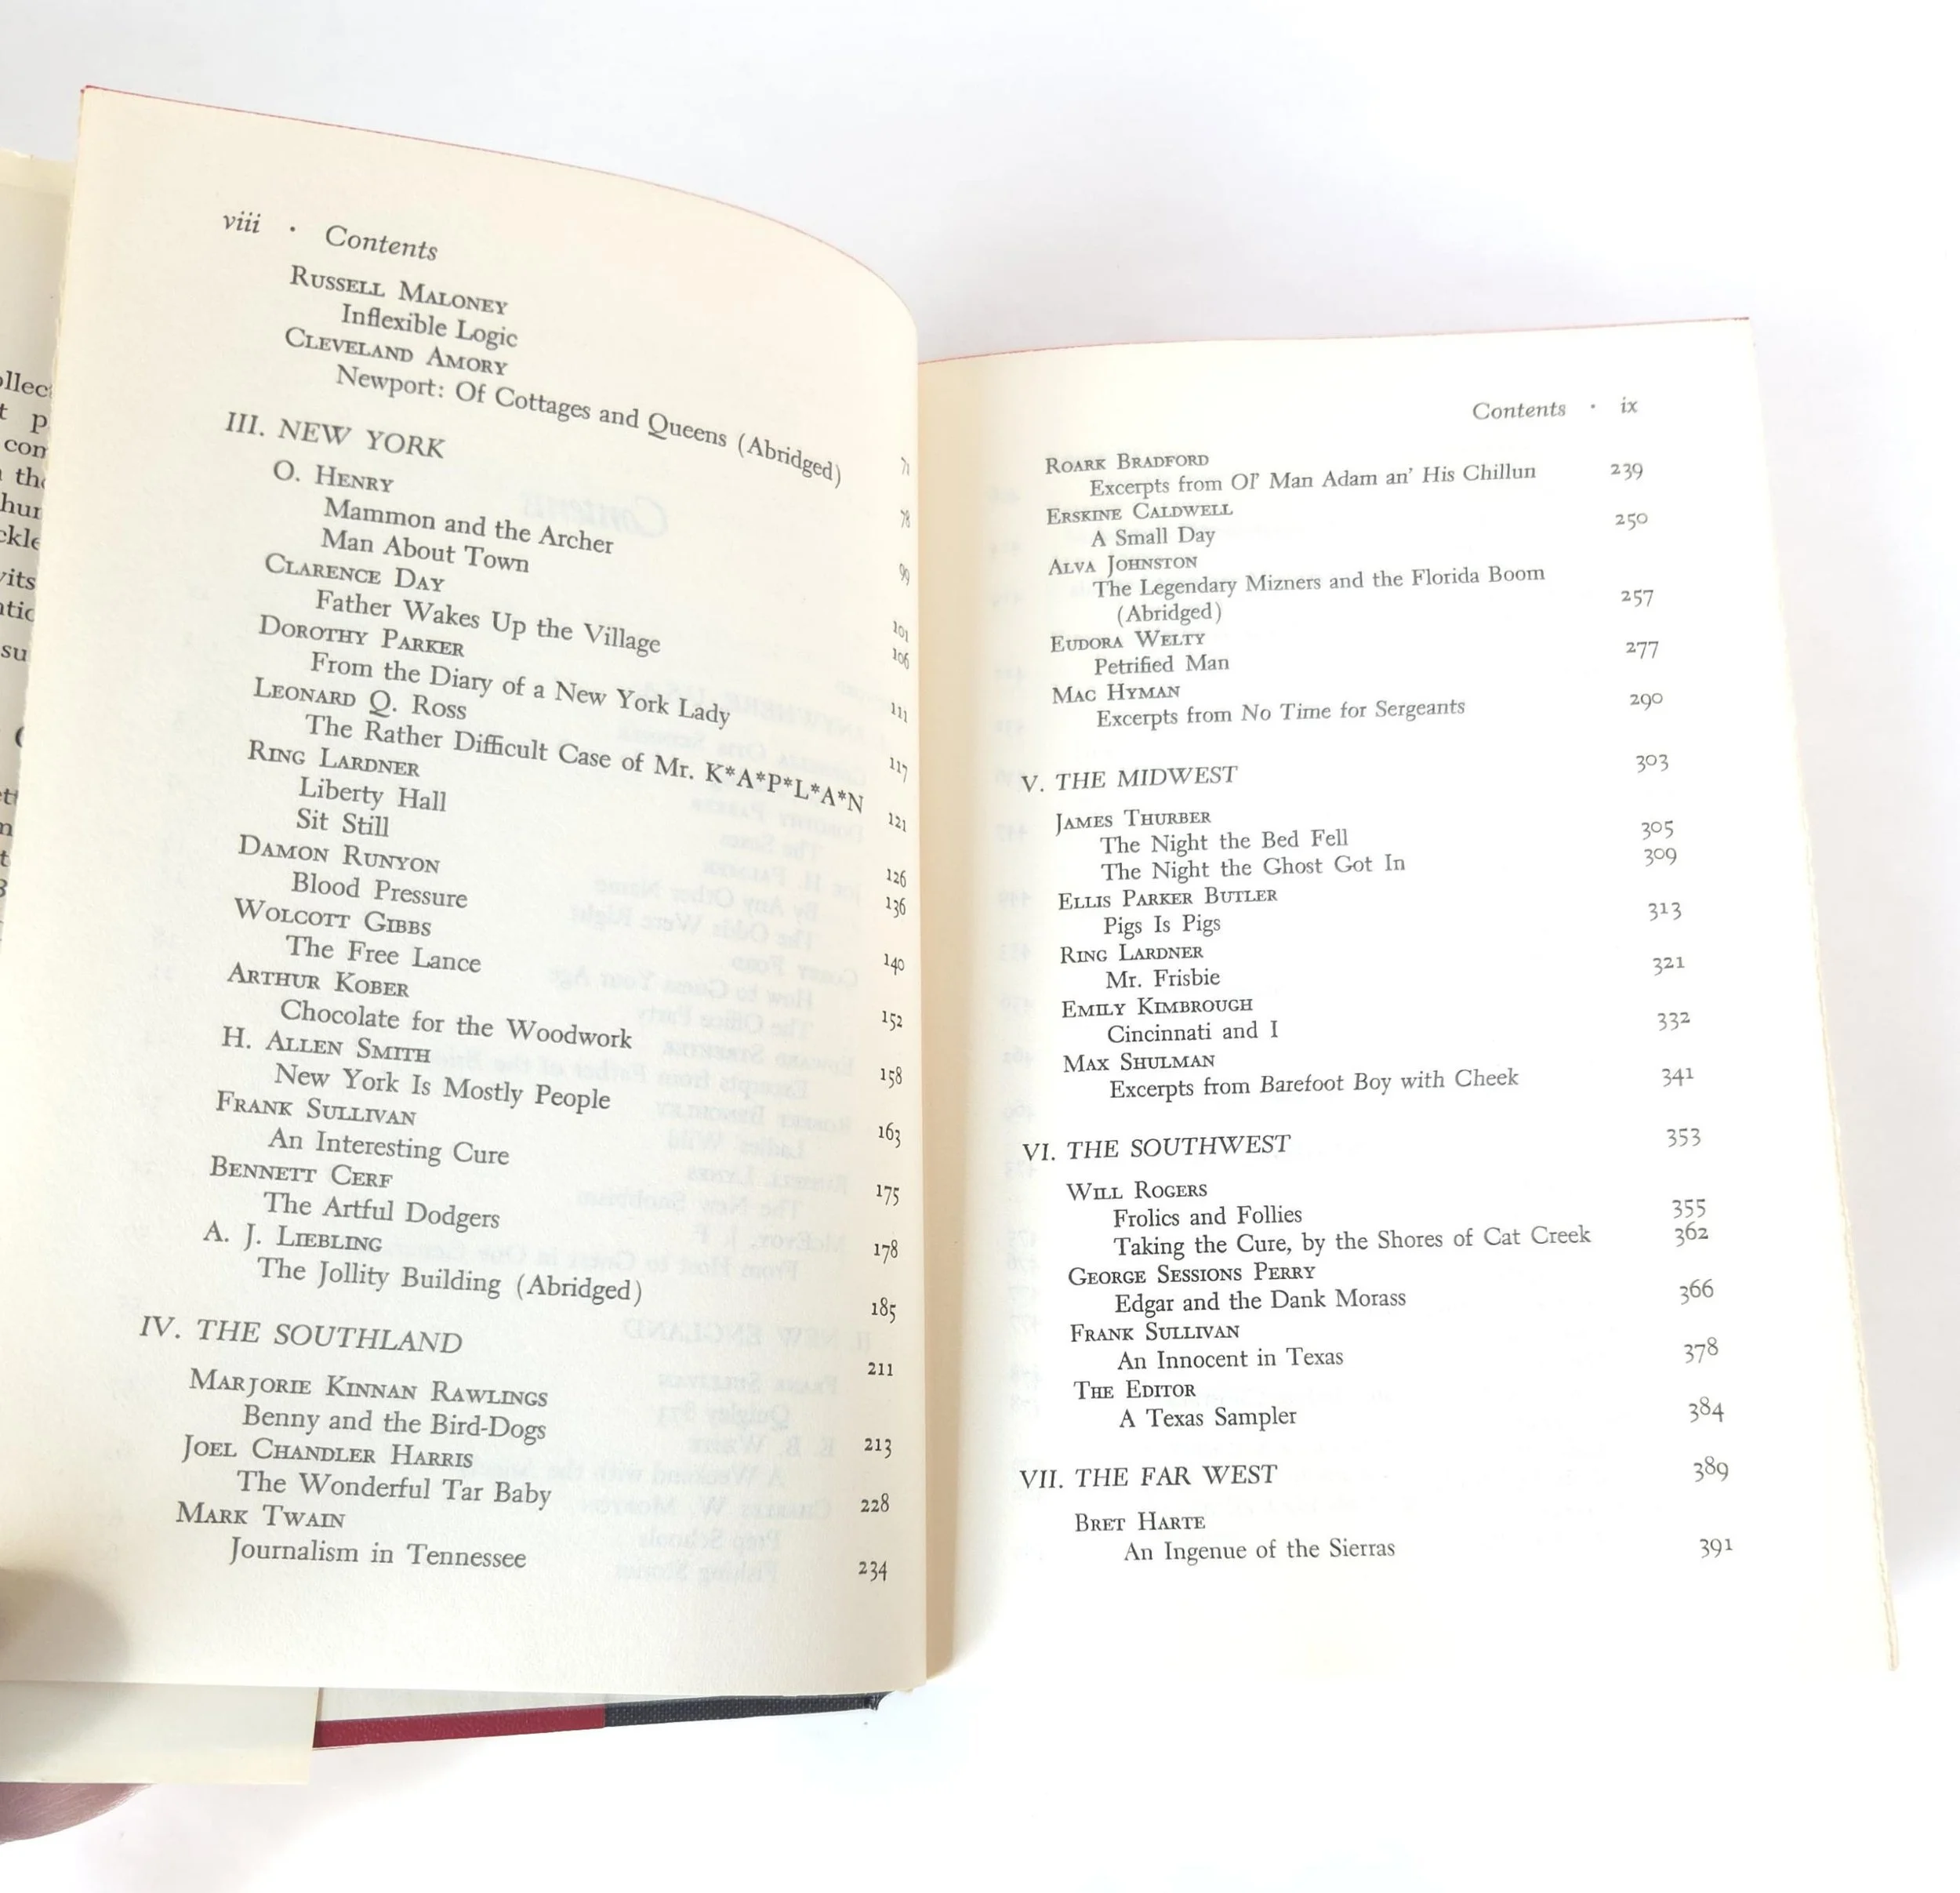 viii · Contents
RUSSELL MALONEY
Inflexible Logic 71
CLEVELAND AMORY
Newport: Of Cottages and Queens (Abridged) 78
III. NEW YORK 99
O. HENRY
Mammon and the Archer 101
Man About Town 106
CLARENCE DAY
Father Wakes Up the Village 111
DOROTHY PARKER
From the Diary of a New York Lady 117
LEONARD Q. ROSS
The Rather Difficult Case of Mr. K*A*P*L*A*N 121
RING LARDNER
Liberty Hall 126
Sit Still 136
DAMON RUNYON
Blood Pressure 140
WOLCOTT GIBBS
The Free Lance 152
ARTHUR KOBER
Chocolate for the Woodwork 158
H. ALLEN SMITH
New York Is Mostly People 163
FRANK SULLIVAN
An Interesting Cure 175
BENNETT CERF
The Artful Dodgers 178
A. J. LIEBLING
The Jollity Building (Abridged) 185
IV. THE SOUTHLAND 211
MARJORIE KINNAN RAWLINGS
Benny and the Bird-Dogs 213
JOEL CHANDLER HARRIS
The Wonderful Tar Baby 228
MARK TWAIN
Journalism in Tennessee 234
Contents · ix
ROARK BRADFORD
Excerpts from Ol' Man Adam an' His Chillun 239
ERSKINE CALDWELL
A Small Day 250
ALVA JOHNSTON
The Legendary Mizners and the Florida Boom
(Abridged) 257
EUDORA WELTY
Petrified Man 277
MAC HYMAN
Excerpts from No Time for Sergeants 290
V. THE MIDWEST 303
JAMES THURBER
The Night the Bed Fell 305
The Night the Ghost Got In 309
ELLIS PARKER BUTLER
Pigs Is Pigs 313
RING LARDNER
Mr. Frisbie 321
EMILY KIMBROUGH
Cincinnati and I 332
MAX SHULMAN
Excerpts from Barefoot Boy with Cheek 341
VI. THE SOUTHWEST 353
WILL ROGERS
Frolics and Follies 355
Taking the Cure, by the Shores of Cat Creek 362
GEORGE SESSIONS PERRY
Edgar and the Dank Morass 366
FRANK SULLIVAN
An Innocent in Texas 378
THE EDITOR
A Texas Sampler 384
VII. THE FAR WEST 389
BRET HARTE
An Ingenue of the Sierras 391